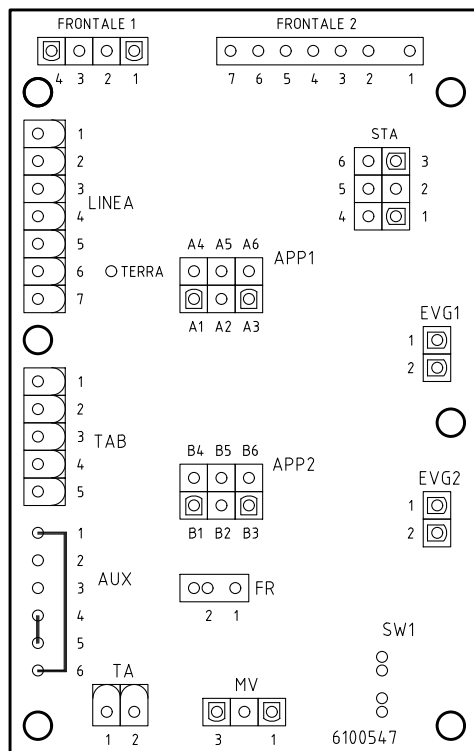 FRONTALE 1
FRONTALE 2
4 3 2 1
7 6 5 4 3 2 1
1
2
3
4
5
6
7
LINEA
TERRA
STA
6 3
5 2
4 1
A4 A5 A6
APP1
A1 A2 A3
EVG1
1
2
1
2
3
4
5
TAB
B4 B5 B6
APP2
B1 B2 B3
EVG2
1
2
1
2
3
4
5
6
AUX
FR
2 1
SW1
TA
1 2
MV
3 1
6100547